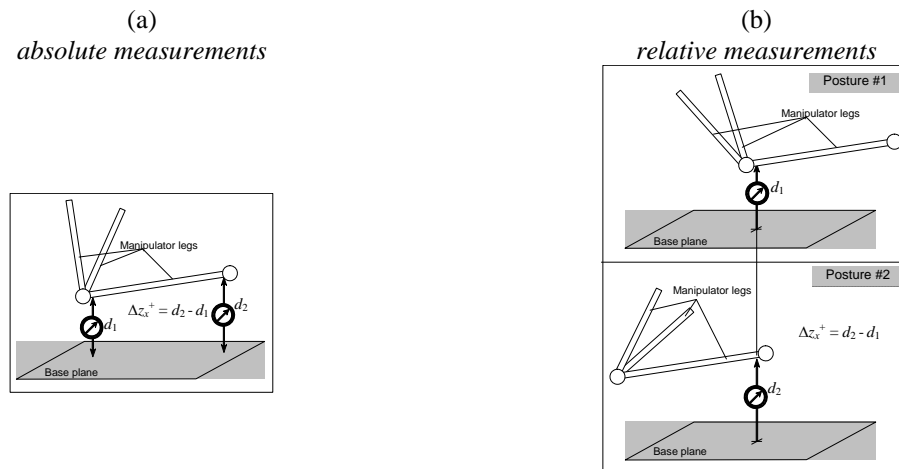 (a)
absolute measurements
Manipulator legs
d₁
Δzₓ⁺ = d₂ - d₁
d₂
Base plane
(b)
relative measurements
Posture #1
Manipulator legs
d₁
Base plane
Posture #2
Manipulator legs
Δzₓ⁺ = d₂ - d₁
d₂
Base plane